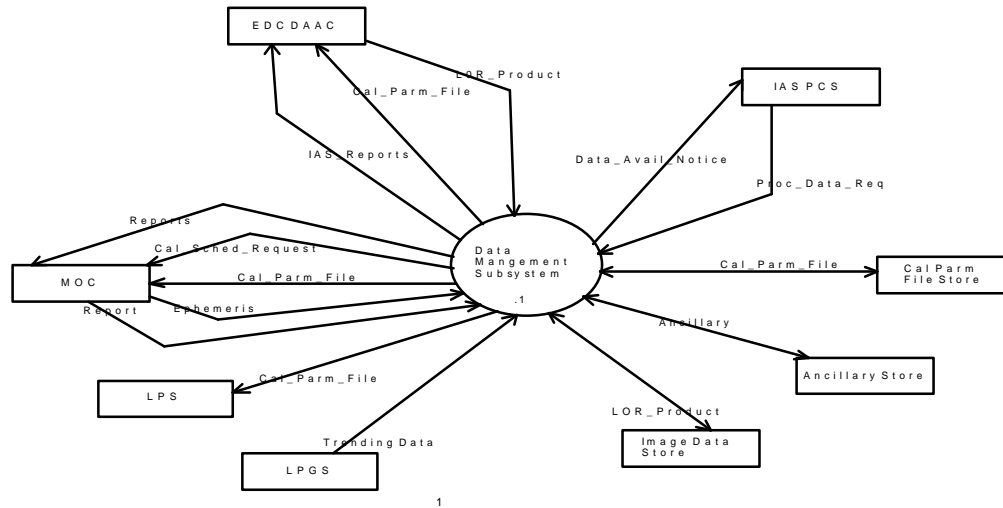 EDC DAAC
L0R_Product
Cal_Parm_File
IAS PCS
IAS_Reports
Data_Avail_Notice
Proc_Data_Req
Reports
Cal_Sched_Request
Data
Mangement
Subsystem
.1
Cal_Parm_File
Cal Parm
File Store
MOC
Cal_Parm_File
Report
Ephemeris
Ancillary
Ancillary Store
LPS
Cal_Parm_File
LOR_Product
Image Data
Store
Trending Data
LPGS
1